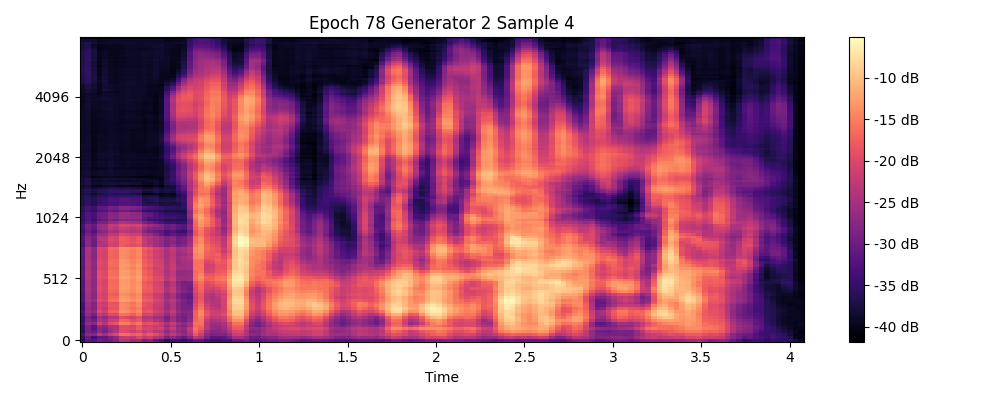 Epoch 78 Generator 2 Sample 4
Hz
4096
2048
1024
512
0
0
0.5
1
1.5
2
2.5
3
3.5
4
Time
-10 dB
-15 dB
-20 dB
-25 dB
-30 dB
-35 dB
-40 dB